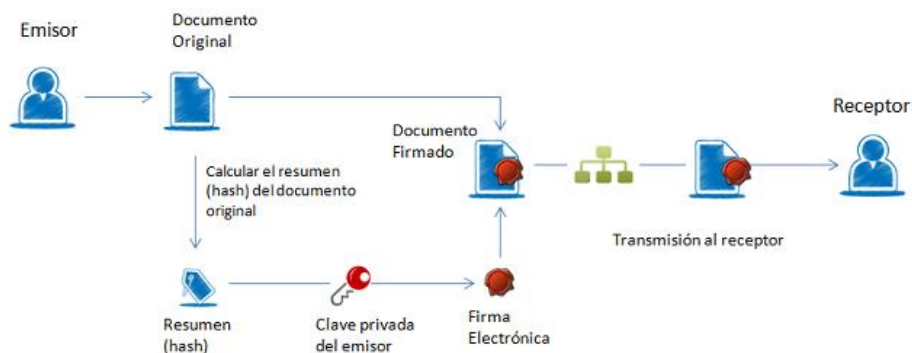 Emisor
Documento
Original
Receptor
Documento
Firmado
Calcular el resumen
(hash) del documento
original
Transmisión al receptor
Resumen
(hash)
Clave privada
del emisor
Firma
Electrónica